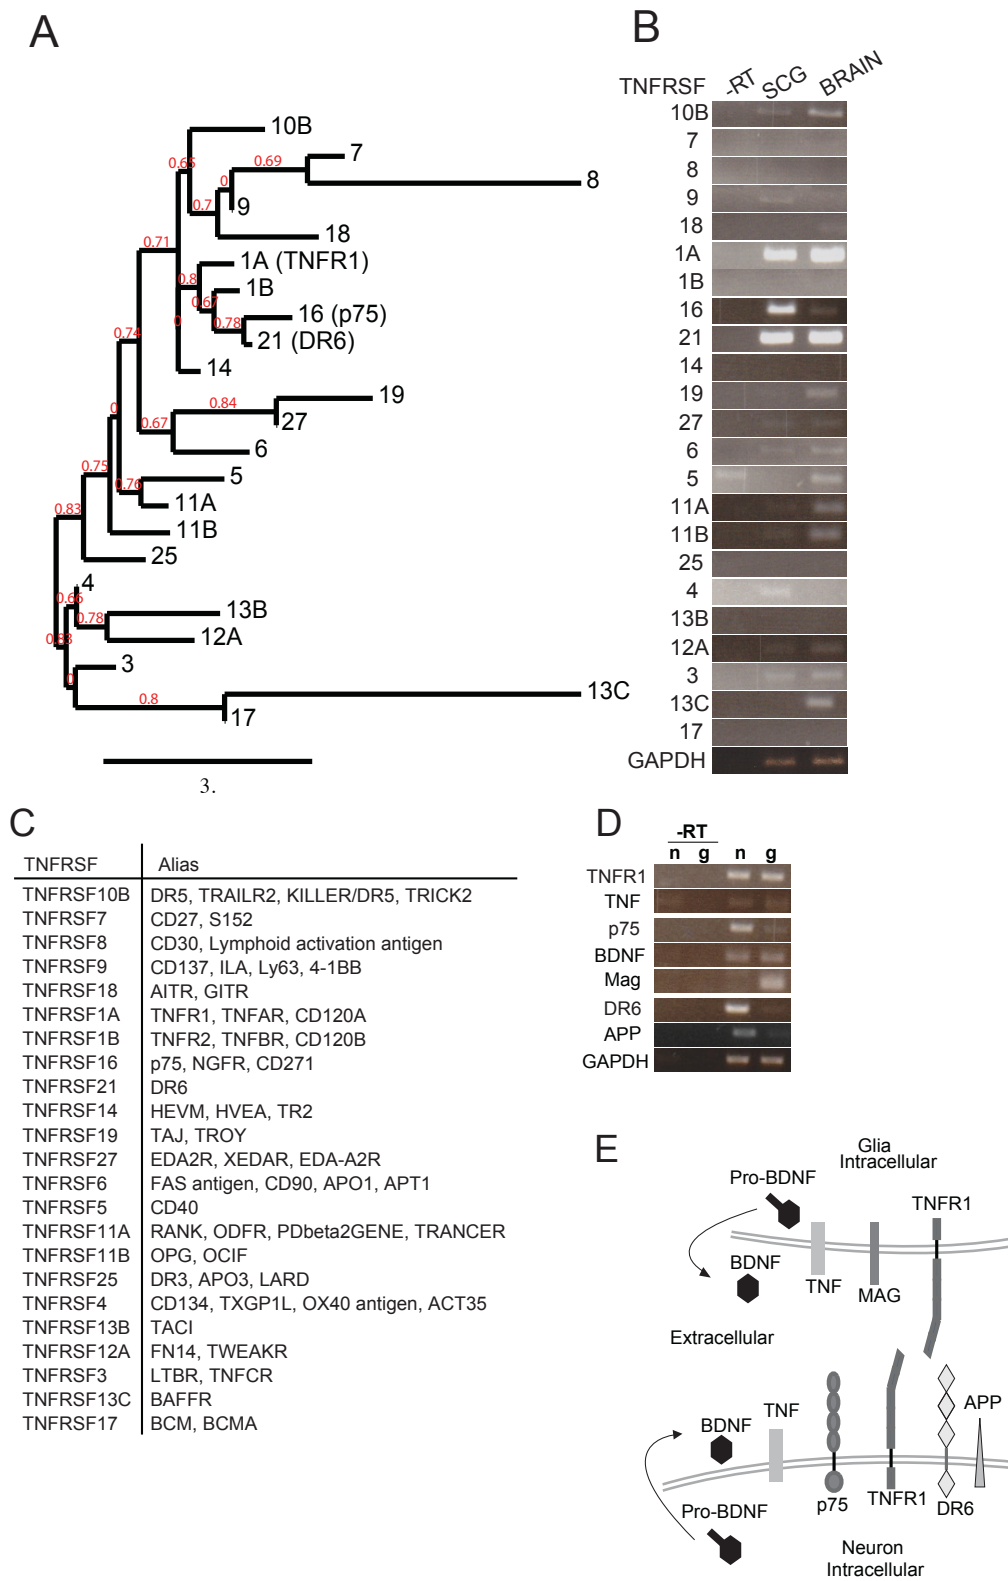 A
10B
0.65
7
0.69
8
0
9
0.7
18
0.71
1A (TNFR1)
0.8
1B
0.67
16 (p75)
0.78
21 (DR6)
0
14
0.74
19
0.84
27
0.67
6
0
5
0.76
11A
0.75
11B
0.83
25
4
0.66
13B
0.78
12A
0.83
3
0
13C
0.8
17
3.
B
TNFRSF -RT SCG BRAIN
10B
7
8
9
18
1A
1B
16
21
14
19
27
6
5
11A
11B
25
4
13B
12A
3
13C
17
GAPDH
C
TNFRSF Alias
TNFRSF10B DR5, TRAILR2, KILLER/DR5, TRICK2
TNFRSF7 CD27, S152
TNFRSF8 CD30, Lymphoid activation antigen
TNFRSF9 CD137, ILA, Ly63, 4-1BB
TNFRSF18 AITR, GITR
TNFRSF1A TNFR1, TNFAR, CD120A
TNFRSF1B TNFR2, TNFBR, CD120B
TNFRSF16 p75, NGFR, CD271
TNFRSF21 DR6
TNFRSF14 HEVM, HVEA, TR2
TNFRSF19 TAJ, TROY
TNFRSF27 EDA2R, XEDAR, EDA-A2R
TNFRSF6 FAS antigen, CD90, APO1, APT1
TNFRSF5 CD40
TNFRSF11A RANK, ODFR, PDbeta2GENE, TRANCER
TNFRSF11B OPG, OCIF
TNFRSF25 DR3, APO3, LARD
TNFRSF4 CD134, TXGP1L, OX40 antigen, ACT35
TNFRSF13B TACI
TNFRSF12A FN14, TWEAKR
TNFRSF3 LTBR, TNFCR
TNFRSF13C BAFFR
TNFRSF17 BCM, BCMA
D
-RT
n g n g
TNFR1
TNF
p75
BDNF
Mag
DR6
APP
GAPDH
E
Glia
Intracellular
Pro-BDNF
TNFR1
BDNF
TNF
MAG
Extracellular
APP
TNF
BDNF
p75
TNFR1
DR6
Pro-BDNF
Neuron
Intracellular